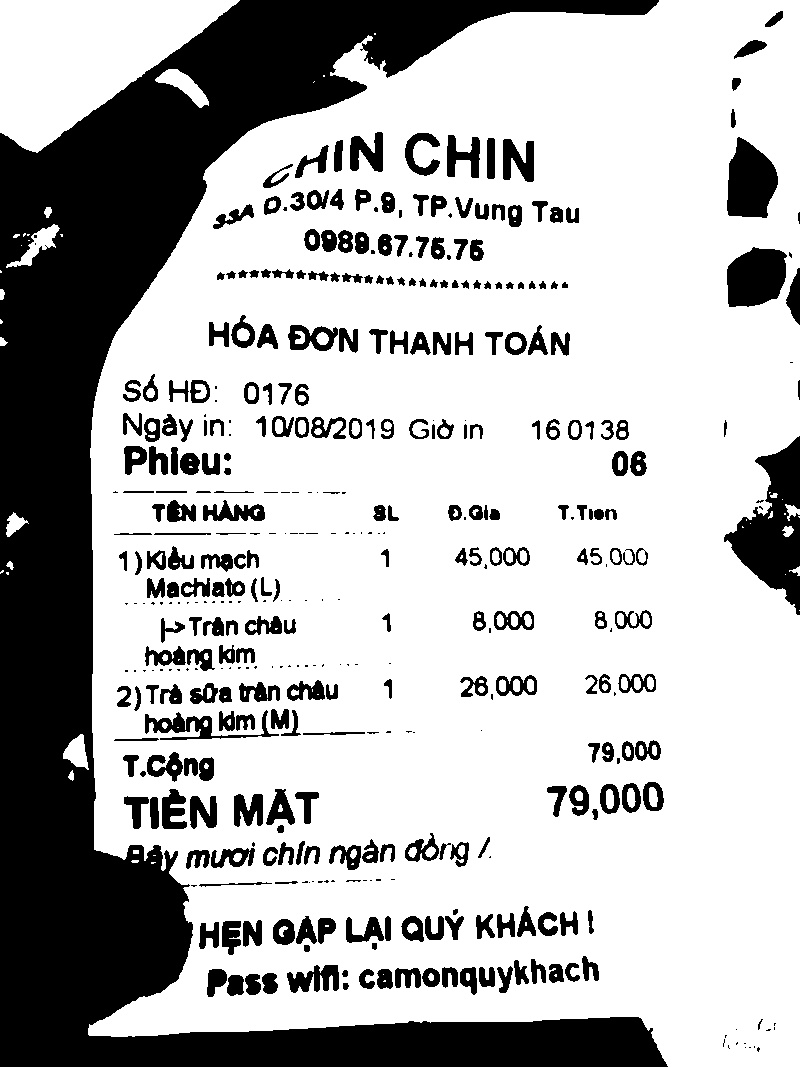 CHIN CHIN
33A Đ.30/4 P.9, TP.Vung Tau
0989.67.75.75
********************************
HÓA ĐƠN THANH TOÁN
Số HĐ: 0176
Ngày in: 10/08/2019 Giờ in 16 0138
Phieu: 06
TÊN HÀNG SL Đ.Gia T.Tien
1) Kiều mạch 1 45,000 45,000
Machiato (L)
|-> Trân châu 1 8,000 8,000
hoàng kim
2) Trà sữa trân châu 1 26,000 26,000
hoàng kim (M)
T.Cộng 79,000
TIỀN MẶT 79,000
Bảy mươi chín ngàn đồng /.
HẸN GẶP LẠI QUÝ KHÁCH !
Pass wifi: camonquykhach